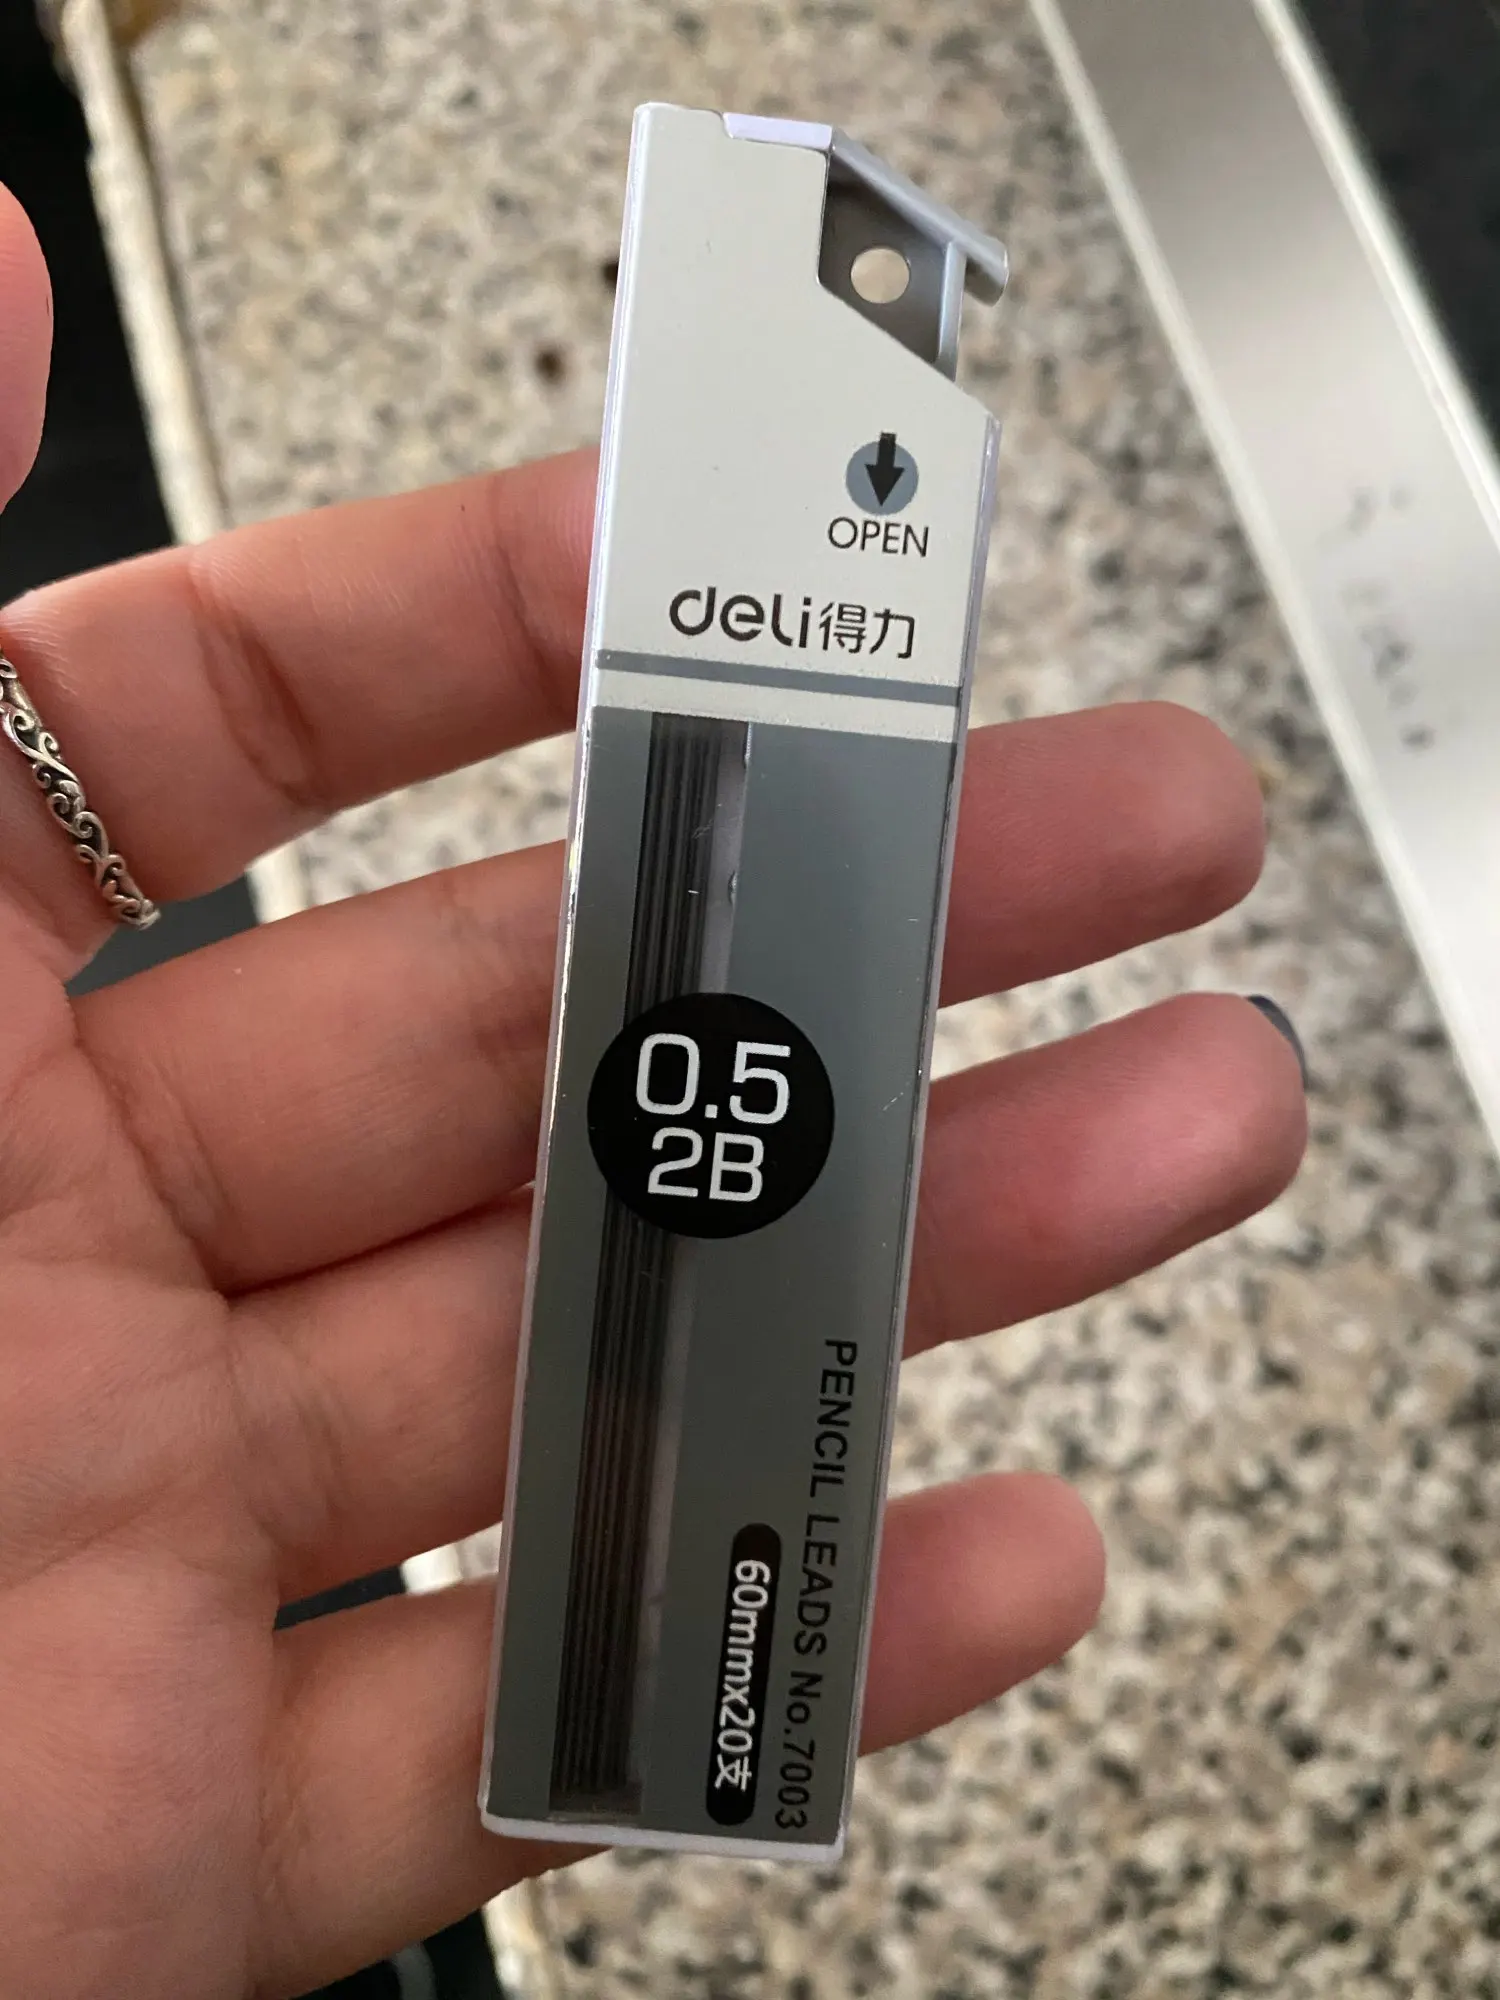 OPEN
deli得力
0.5
2B
PENCIL LEADS No.7003
60mmx20支